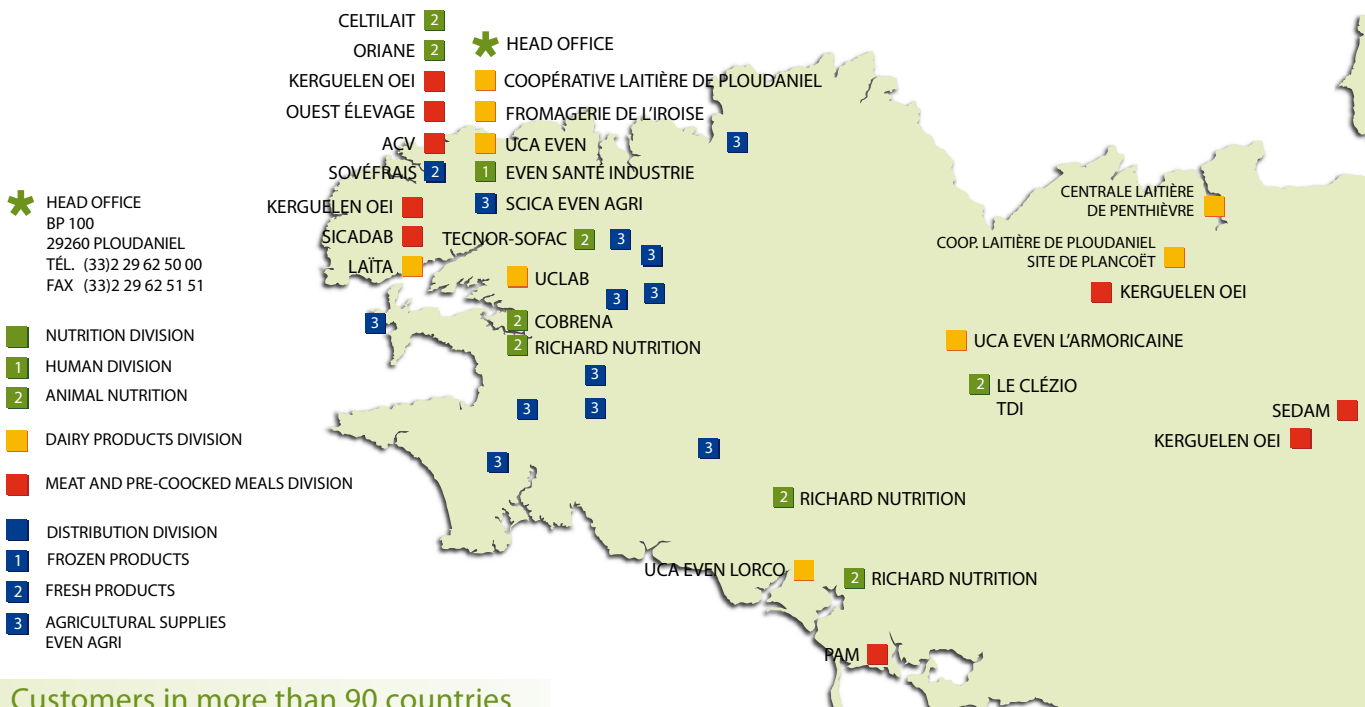 CELTILAIT 2
ORIANE 2
KERGUELEN OEI
OUEST ÉLEVAGE
ACV
SOVÉFRAIS 2
KERGUELEN OEI
SICADAB
LAÏTA
HEAD OFFICE
COOPÉRATIVE LAITIÈRE DE PLOUDANIEL
FROMAGERIE DE L'IROISE
UCA EVEN
1 EVEN SANTÉ INDUSTRIE
3 SCICA EVEN AGRI
TECNOR-SOFAC 2
3
3
3
3
3
3
UCLAB
2 COBRENA
2 RICHARD NUTRITION
3
3
3
3
3
CENTRALE LAITIÈRE
DE PENTHIÈVRE
COOP. LAITIÈRE DE PLOUDANIEL
SITE DE PLANCOËT
KERGUELEN OEI
UCA EVEN L'ARMORICAINE
2 LE CLÉZIO
TDI
SEDAM
KERGUELEN OEI
2 RICHARD NUTRITION
UCA EVEN LORCO
2 RICHARD NUTRITION
PAM
HEAD OFFICE
BP 100
29260 PLOUDANIEL
TÉL. (33)2 29 62 50 00
FAX (33)2 29 62 51 51
NUTRITION DIVISION
1 HUMAN DIVISION
2 ANIMAL NUTRITION
DAIRY PRODUCTS DIVISION
MEAT AND PRE-COOCKED MEALS DIVISION
DISTRIBUTION DIVISION
1 FROZEN PRODUCTS
2 FRESH PRODUCTS
3 AGRICULTURAL SUPPLIES
EVEN AGRI
Customers in more than 90 countries